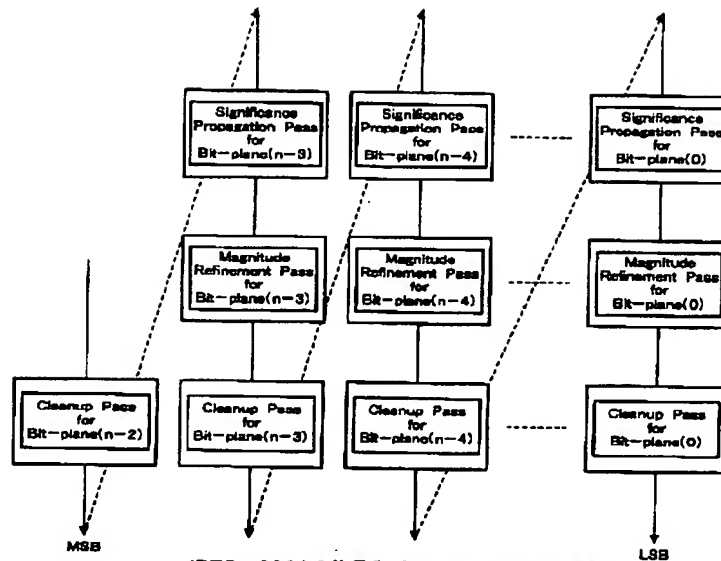 Significance
Propagation Pass
for
Bit-plane(n-3)
Significance
Propagation Pass
for
Bit-plane(n-4)
Significance
Propagation Pass
for
Bit-plane(0)
Magnitude
Refinement Pass
for
Bit-plane(n-3)
Magnitude
Refinement Pass
for
Bit-plane(n-4)
Magnitude
Refinement Pass
for
Bit-plane(0)
Cleanup Pass
for
Bit-plane(n-2)
Cleanup Pass
for
Bit-plane(n-3)
Cleanup Pass
for
Bit-plane(n-4)
Cleanup Pass
for
Bit-plane(0)
MSB
LSB